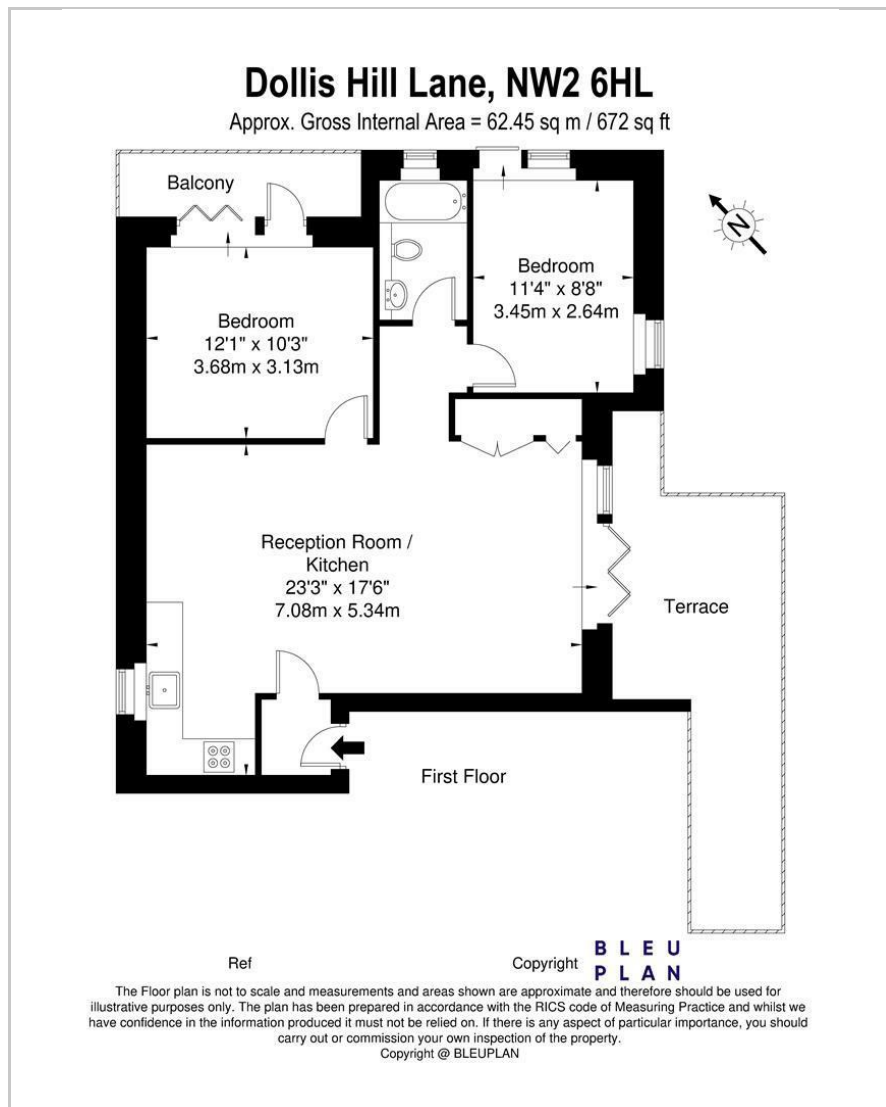 Dollis Hill Lane, NW2 6HL
Approx. Gross Internal Area = 62.45 sq m / 672 sq ft
Balcony
N
Bedroom
11'4" x 8'8"
3.45m x 2.64m
Bedroom
12'1" x 10'3"
3.68m x 3.13m
Reception Room /
Kitchen
23'3" x 17'6"
7.08m x 5.34m
Terrace
First Floor
Ref
Copyright
BLEU
PLAN
The Floor plan is not to scale and measurements and areas shown are approximate and therefore should be used for
illustrative purposes only. The plan has been prepared in accordance with the RICS code of Measuring Practice and whilst we
have confidence in the information produced it must not be relied on. If there is any aspect of particular importance, you should
carry out or commission your own inspection of the property.
Copyright @ BLEUPLAN